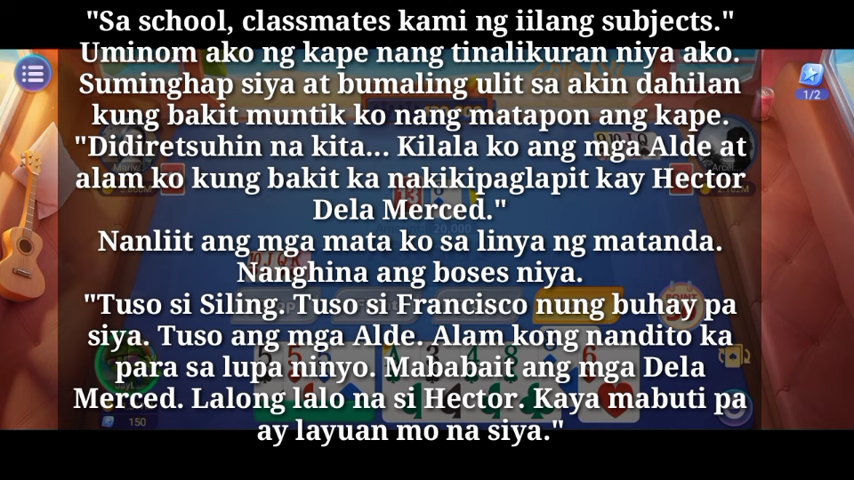 "Sa school, classmates kami ng iilang subjects."
Uminom ako ng kape nang tinalikuran niya ako.
Suminghap siya at bumaling ulit sa akin dahilan
kung bakit muntik ko nang matapon ang kape.
"Didiretsuhin na kita... Kilala ko ang mga Alde at
alam ko kung bakit ka nakikipaglapit kay Hector
Dela Merced."
Nanliit ang mga mata ko sa linya ng matanda.
Nanghina ang boses niya.
"Tuso si Siling. Tuso si Francisco nung buhay pa
siya. Tuso ang mga Alde. Alam kong nandito ka
para sa lupa ninyo. Mababait ang mga Dela
Merced. Lalong lalo na si Hector. Kaya mabuti pa
ay layuan mo na siya."
1/2
20,000
150